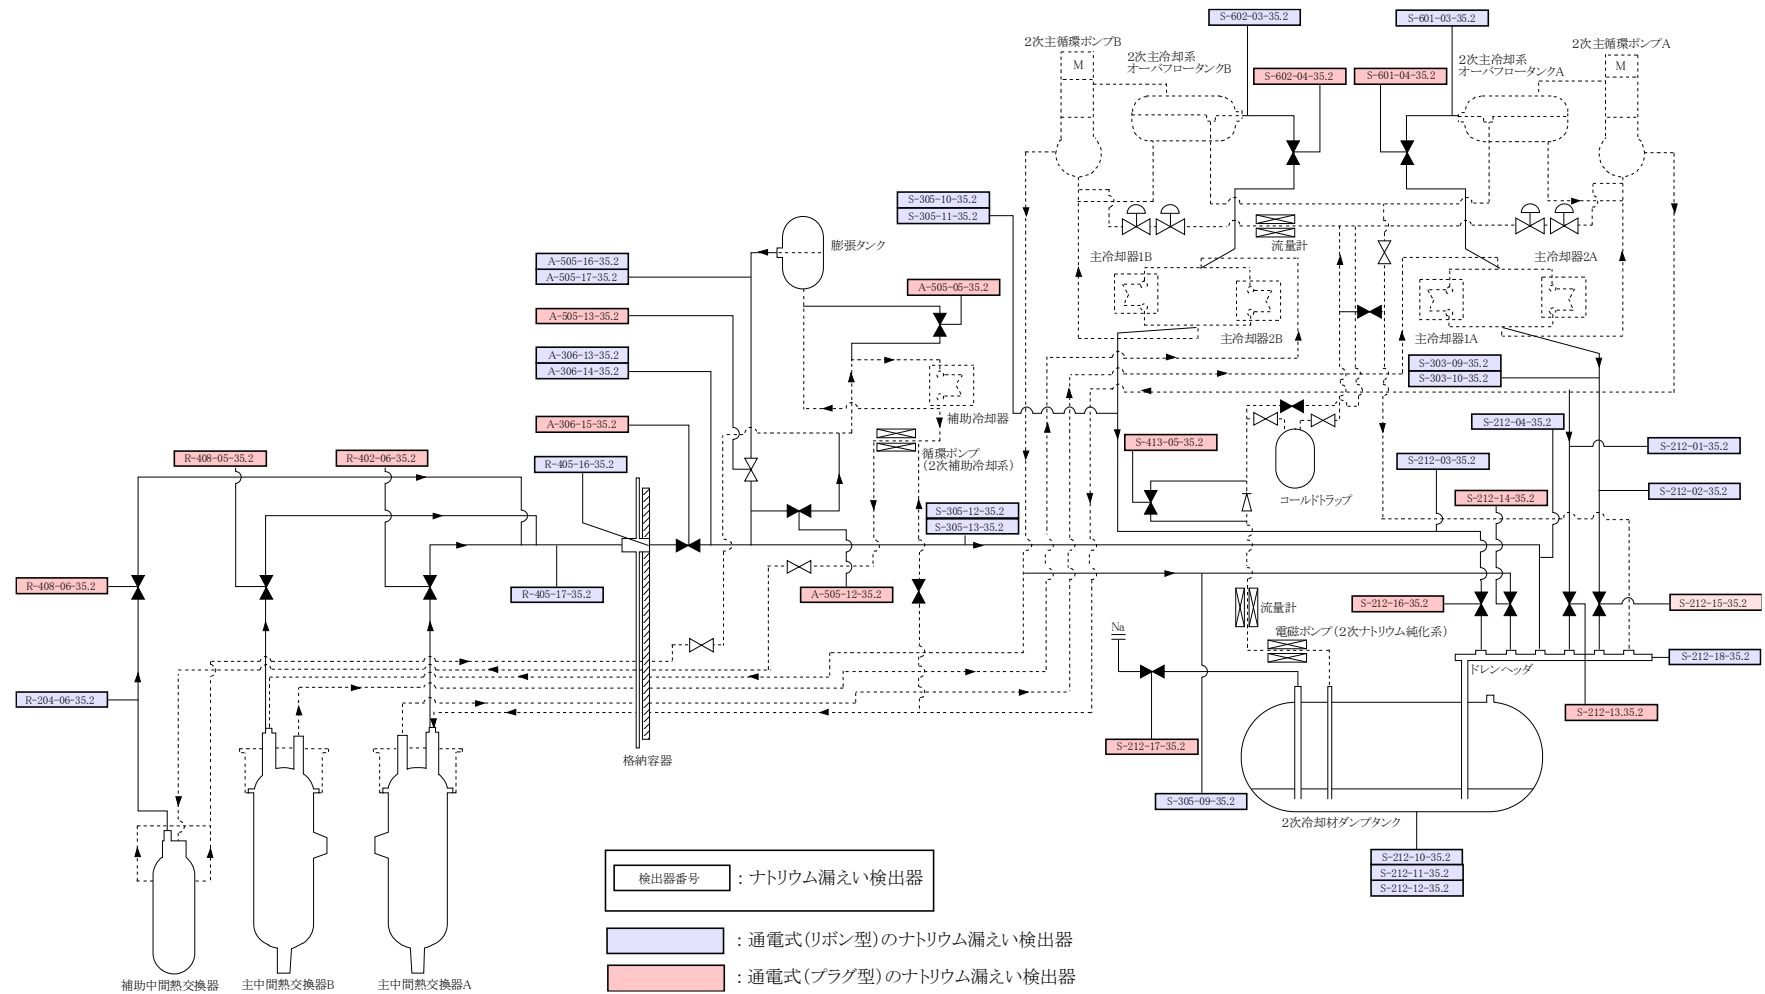 S-602-03-35.2
S-601-03-35.2
2次主循環ポンプB
2次主冷却系
オーバフロータンクB
2次主冷却系
オーバフロータンクA
2次主循環ポンプA
M
M
S-602-04-35.2
S-601-04-35.2
S-305-10-35.2
S-305-11-35.2
膨張タンク
流量計
A-505-16-35.2
A-505-17-35.2
主冷却器1B
主冷却器2A
A-505-05-35.2
A-505-13-35.2
主冷却器2B
主冷却器1A
A-306-13-35.2
A-306-14-35.2
S-303-09-35.2
S-303-10-35.2
補助冷却器
A-306-15-35.2
S-212-04-35.2
S-413-05-35.2
S-212-01-35.2
R-408-05-35.2
R-402-06-35.2
R-405-16-35.2
循環ポンプ
(2次補助冷却系)
S-212-03-35.2
コールドトラップ
S-212-14-35.2
S-212-02-35.2
S-305-12-35.2
S-305-13-35.2
R-408-06-35.2
R-405-17-35.2
A-505-12-35.2
流量計
S-212-16-35.2
S-212-15-35.2
Na
電磁ポンプ(2次ナトリウム純化系)
S-212-18-35.2
ドレンヘッダ
R-204-06-35.2
S-212-13.35.2
S-212-17-35.2
格納容器
S-305-09-35.2
2次冷却材ダンプタンク
S-212-10-35.2
S-212-11-35.2
S-212-12-35.2
検出器番号
：ナトリウム漏えい検出器
：通電式(リボン型)のナトリウム漏えい検出器
：通電式(プラグ型)のナトリウム漏えい検出器
補助中間熱交換器
主中間熱交換器B
主中間熱交換器A